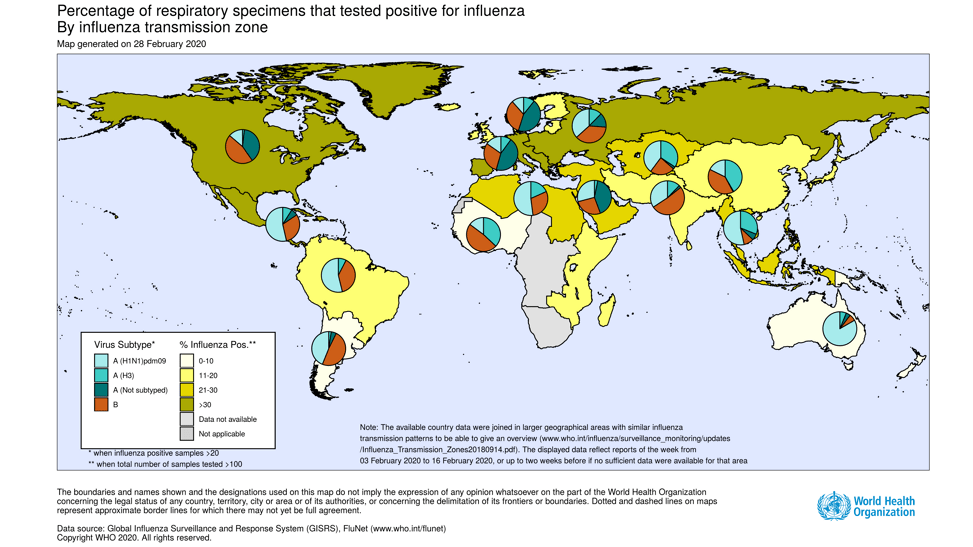 Percentage of respiratory specimens that tested positive for influenza
By influenza transmission zone
Map generated on 28 February 2020
Virus Subtype*
A (H1N1)pdm09
A (H3)
A (Not subtyped)
B
% Influenza Pos.**
0-10
11-20
21-30
>30
Data not available
Not applicable
* when influenza positive samples >20
** when total number of samples tested >100
Note: The available country data were joined in larger geographical areas with similar influenza
transmission patterns to be able to give an overview (www.who.int/influenza/surveillance_monitoring/updates
/Influenza_Transmission_Zones20180914.pdf). The displayed data reflect reports of the week from
03 February 2020 to 16 February 2020, or up to two weeks before if no sufficient data were available for that area
The boundaries and names shown and the designations used on this map do not imply the expression of any opinion whatsoever on the part of the World Health Organization
concerning the legal status of any country, territory, city or area or of its authorities, or concerning the delimitation of its frontiers or boundaries. Dotted and dashed lines on maps
represent approximate border lines for which there may not yet be full agreement.
Data source: Global Influenza Surveillance and Response System (GISRS), FluNet (www.who.int/flunet)
Copyright WHO 2020. All rights reserved.
World Health
Organization